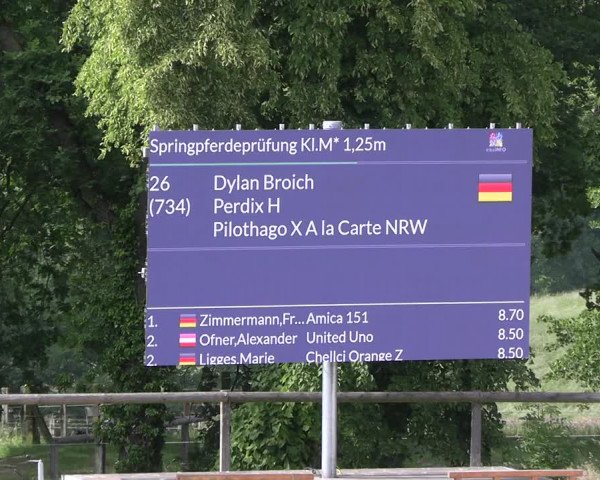 Springpferdeprüfung Kl.M* 1,25m
26 Dylan Broich
(734) Perdix H
Pilothago X A la Carte NRW
1. Zimmermann,Fr... Amica 151 8.70
2. Ofner,Alexander United Uno 8.50
2. Ligges,Marie Chellci Orange Z 8.50